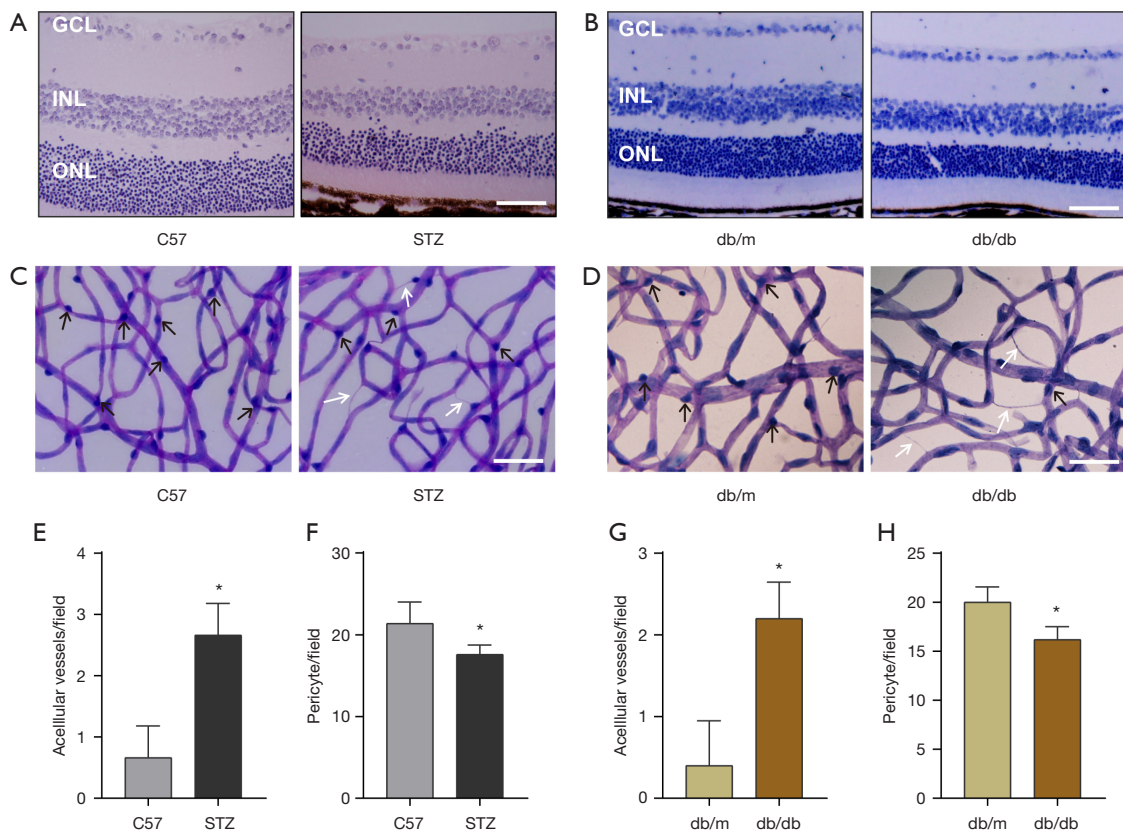 A
GCL
INL
ONL
C57
STZ
B
GCL
INL
ONL
db/m
db/db
C
C57
STZ
D
db/m
db/db
E
Acelllular vessels/field
4
3
2
1
0
*
C57
STZ
F
Pericyte/field
30
20
10
0
*
C57
STZ
G
Acelllular vessels/field
3
2
1
0
*
db/m
db/db
H
Pericyte/field
25
20
15
10
5
0
*
db/m
db/db